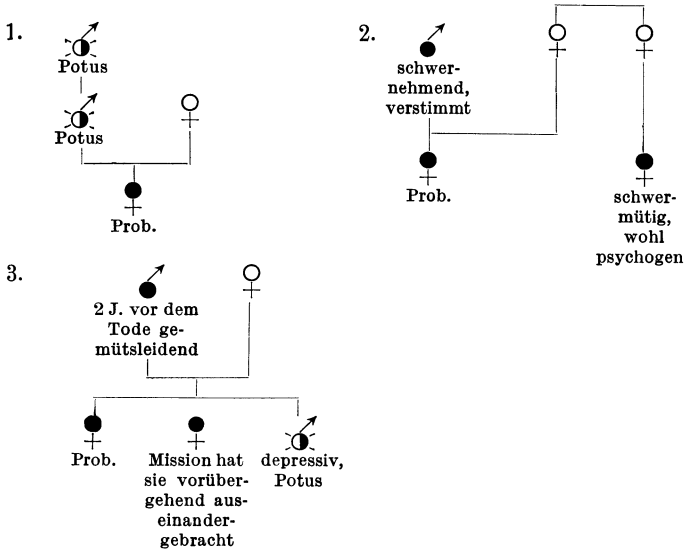 1.
Potus
Potus
Prob.
2.
schwer-
nehmend,
verstimmt
Prob.
schwer-
mütig,
wohl
psychogen
3.
2 J. vor dem
Tode ge-
mütsleidend
Prob.
Mission hat
sie vorüber-
gehend aus-
einander-
gebracht
depressiv,
Potus